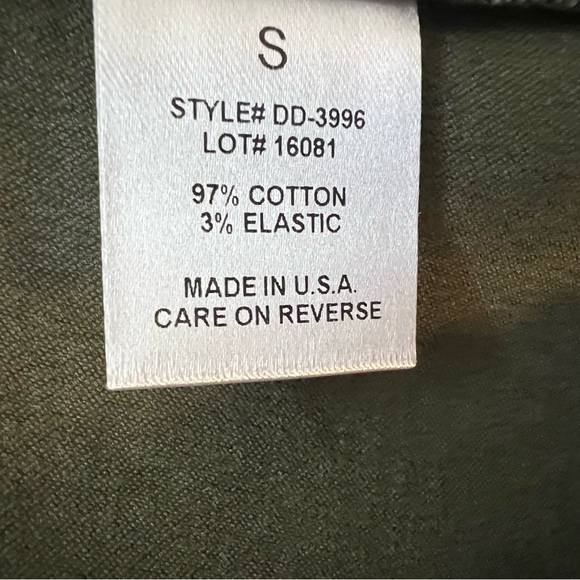 S
STYLE# DD-3996
LOT# 16081
97% COTTON
3% ELASTIC
MADE IN U.S.A.
CARE ON REVERSE